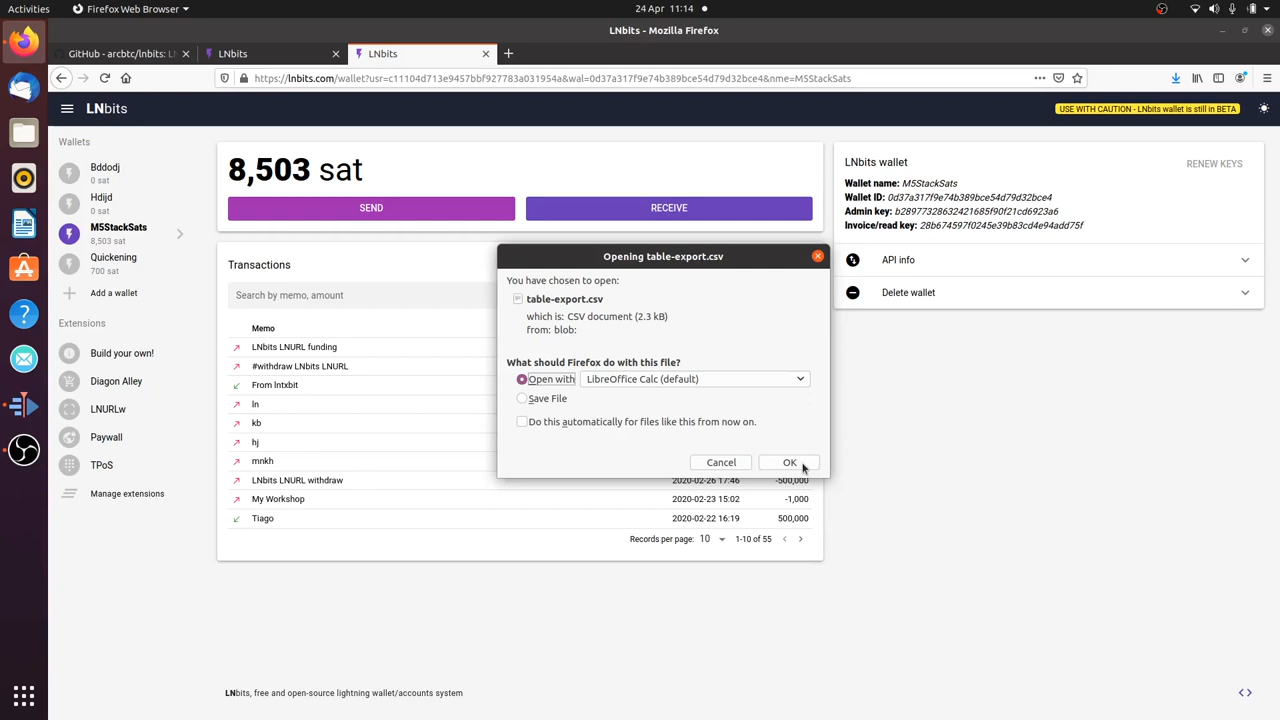 Activities
Firefox Web Browser
24 Apr 11:14
LNbits - Mozilla Firefox
GitHub - arcbtc/lnbits: LN
LNbits
LNbits
https://lnbits.com/wallet?usr=c11104d713e9457bbf927783a031954a&wal=0d37a317f9e74b389bce54d79d32bce4&nme=M5StackSats
LNbits
USE WITH CAUTION - LNbits wallet is still in BETA
Wallets
Bddodj
0 sat
Hdijd
0 sat
M5StackSats
8,503 sat
Quickening
700 sat
Add a wallet
Extensions
Build your own!
Diagon Alley
LNURLw
Paywall
TPoS
Manage extensions
8,503 sat
SEND
RECEIVE
Transactions
Search by memo, amount
Memo
LNbits LNURL funding
#withdraw LNbits LNURL
From lntxbit
ln
kb
hj
mnkh
LNbits LNURL withdraw 2020-02-26 17:46 -500,000
My Workshop 2020-02-23 15:02 -1,000
Tiago 2020-02-22 16:19 500,000
Records per page: 10 1-10 of 55
Opening table-export.csv
You have chosen to open:
table-export.csv
which is: CSV document (2.3 kB)
from: blob:
What should Firefox do with this file?
Open with LibreOffice Calc (default)
Save File
Do this automatically for files like this from now on.
Cancel
OK
LNbits wallet
RENEW KEYS
Wallet name: M5StackSats
Wallet ID: 0d37a317f9e74b389bce54d79d32bce4
Admin key: b28977328632421685f90f21cd6923a6
Invoice/read key: 28b674597f0245e39b83cd4e94add75f
API info
Delete wallet
LNbits, free and open-source lightning wallet/accounts system